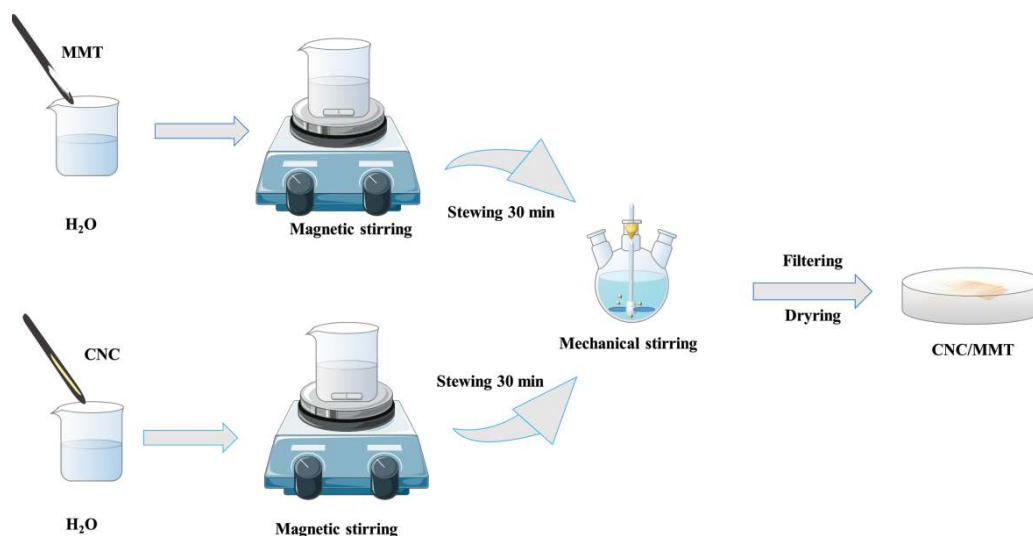 MMT
H₂O
Magnetic stirring
Stewing 30 min
CNC
H₂O
Magnetic stirring
Stewing 30 min
Mechanical stirring
Filtering
Dryring
CNC/MMT